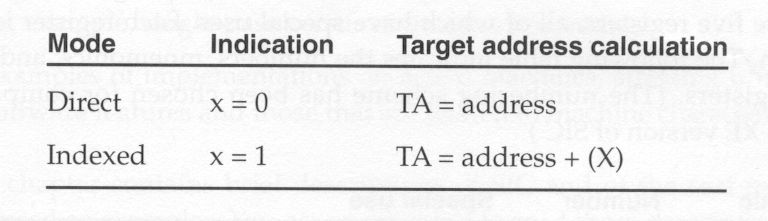 Mode Indication Target address calculation
Direct x = 0 TA = address
Indexed x = 1 TA = address + (X)